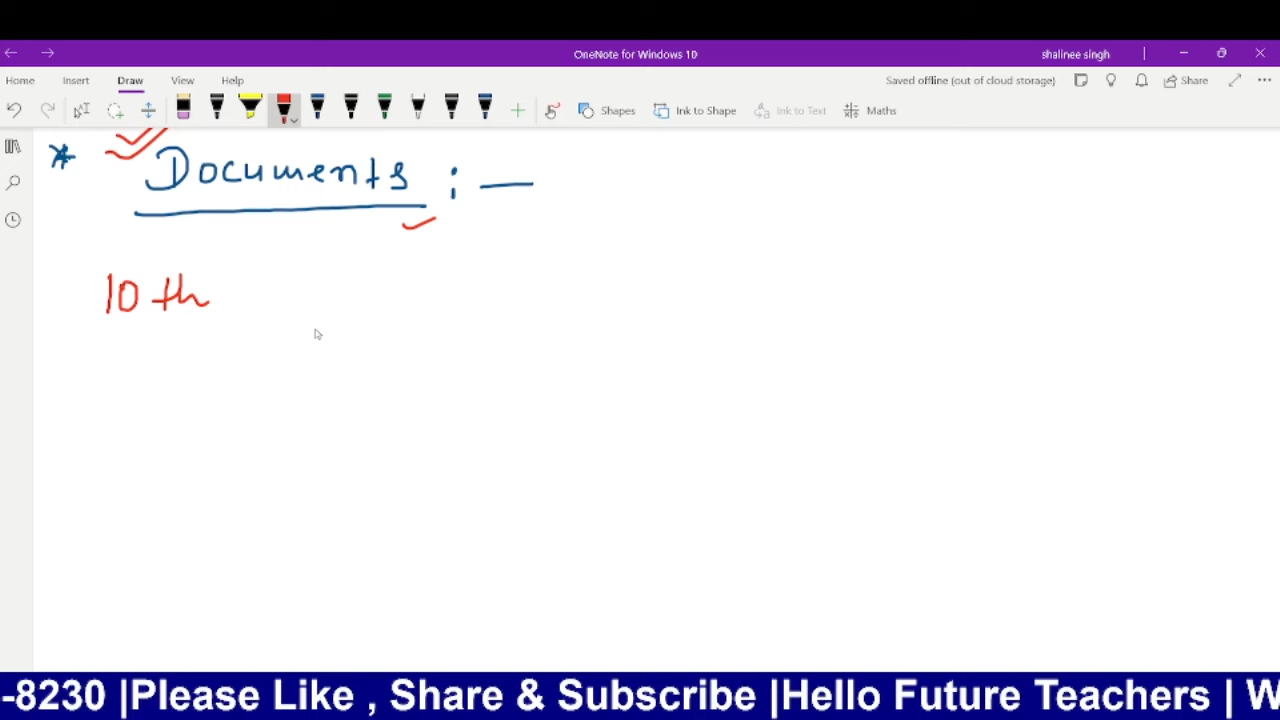 OneNote for Windows 10
shalinee singh
Home Insert Draw View Help
Saved offline (out of cloud storage)
Share
Shapes
Ink to Shape
Ink to Text
Maths
* Documents : —
10 th
-8230 |Please Like , Share & Subscribe |Hello Future Teachers | W